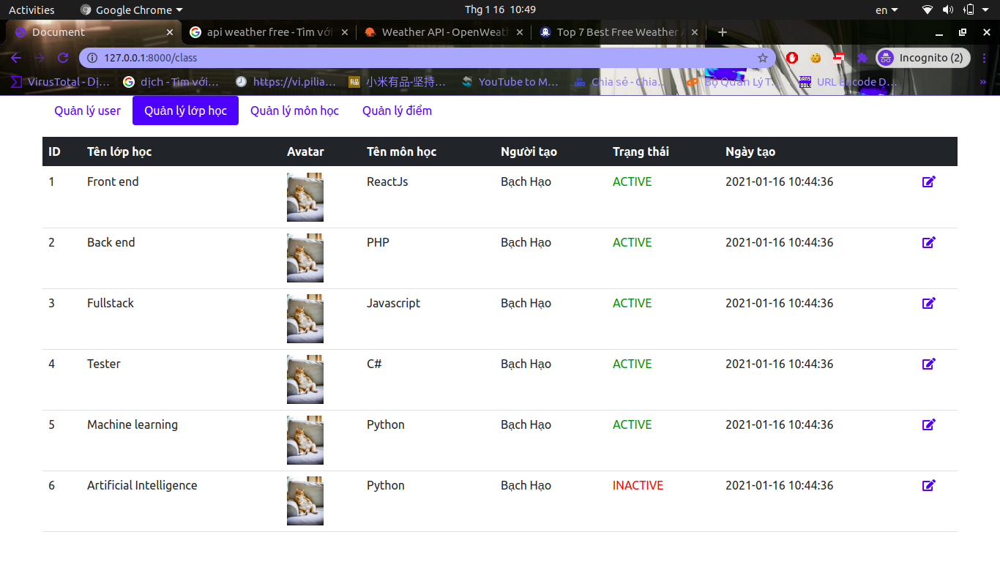 Activities Google Chrome Thg 1 16 10:49 en
Document api weather free - Tìm với Weather API - OpenWeath Top 7 Best Free Weather A
127.0.0.1:8000/class Incognito (2)
VirusTotal - Dị... dịch - Tìm với... https://vi.pilia... 小米有品-坚持... YouTube to M... Chia sẻ - Chia... Bộ Quản Lý T... URL Encode D... »
Quản lý user Quản lý lớp học Quản lý môn học Quản lý điểm
ID Tên lớp học Avatar Tên môn học Người tạo Trạng thái Ngày tạo
1 Front end ReactJs Bạch Hạo ACTIVE 2021-01-16 10:44:36
2 Back end PHP Bạch Hạo ACTIVE 2021-01-16 10:44:36
3 Fullstack Javascript Bạch Hạo ACTIVE 2021-01-16 10:44:36
4 Tester C# Bạch Hạo ACTIVE 2021-01-16 10:44:36
5 Machine learning Python Bạch Hạo ACTIVE 2021-01-16 10:44:36
6 Artificial Intelligence Python Bạch Hạo INACTIVE 2021-01-16 10:44:36